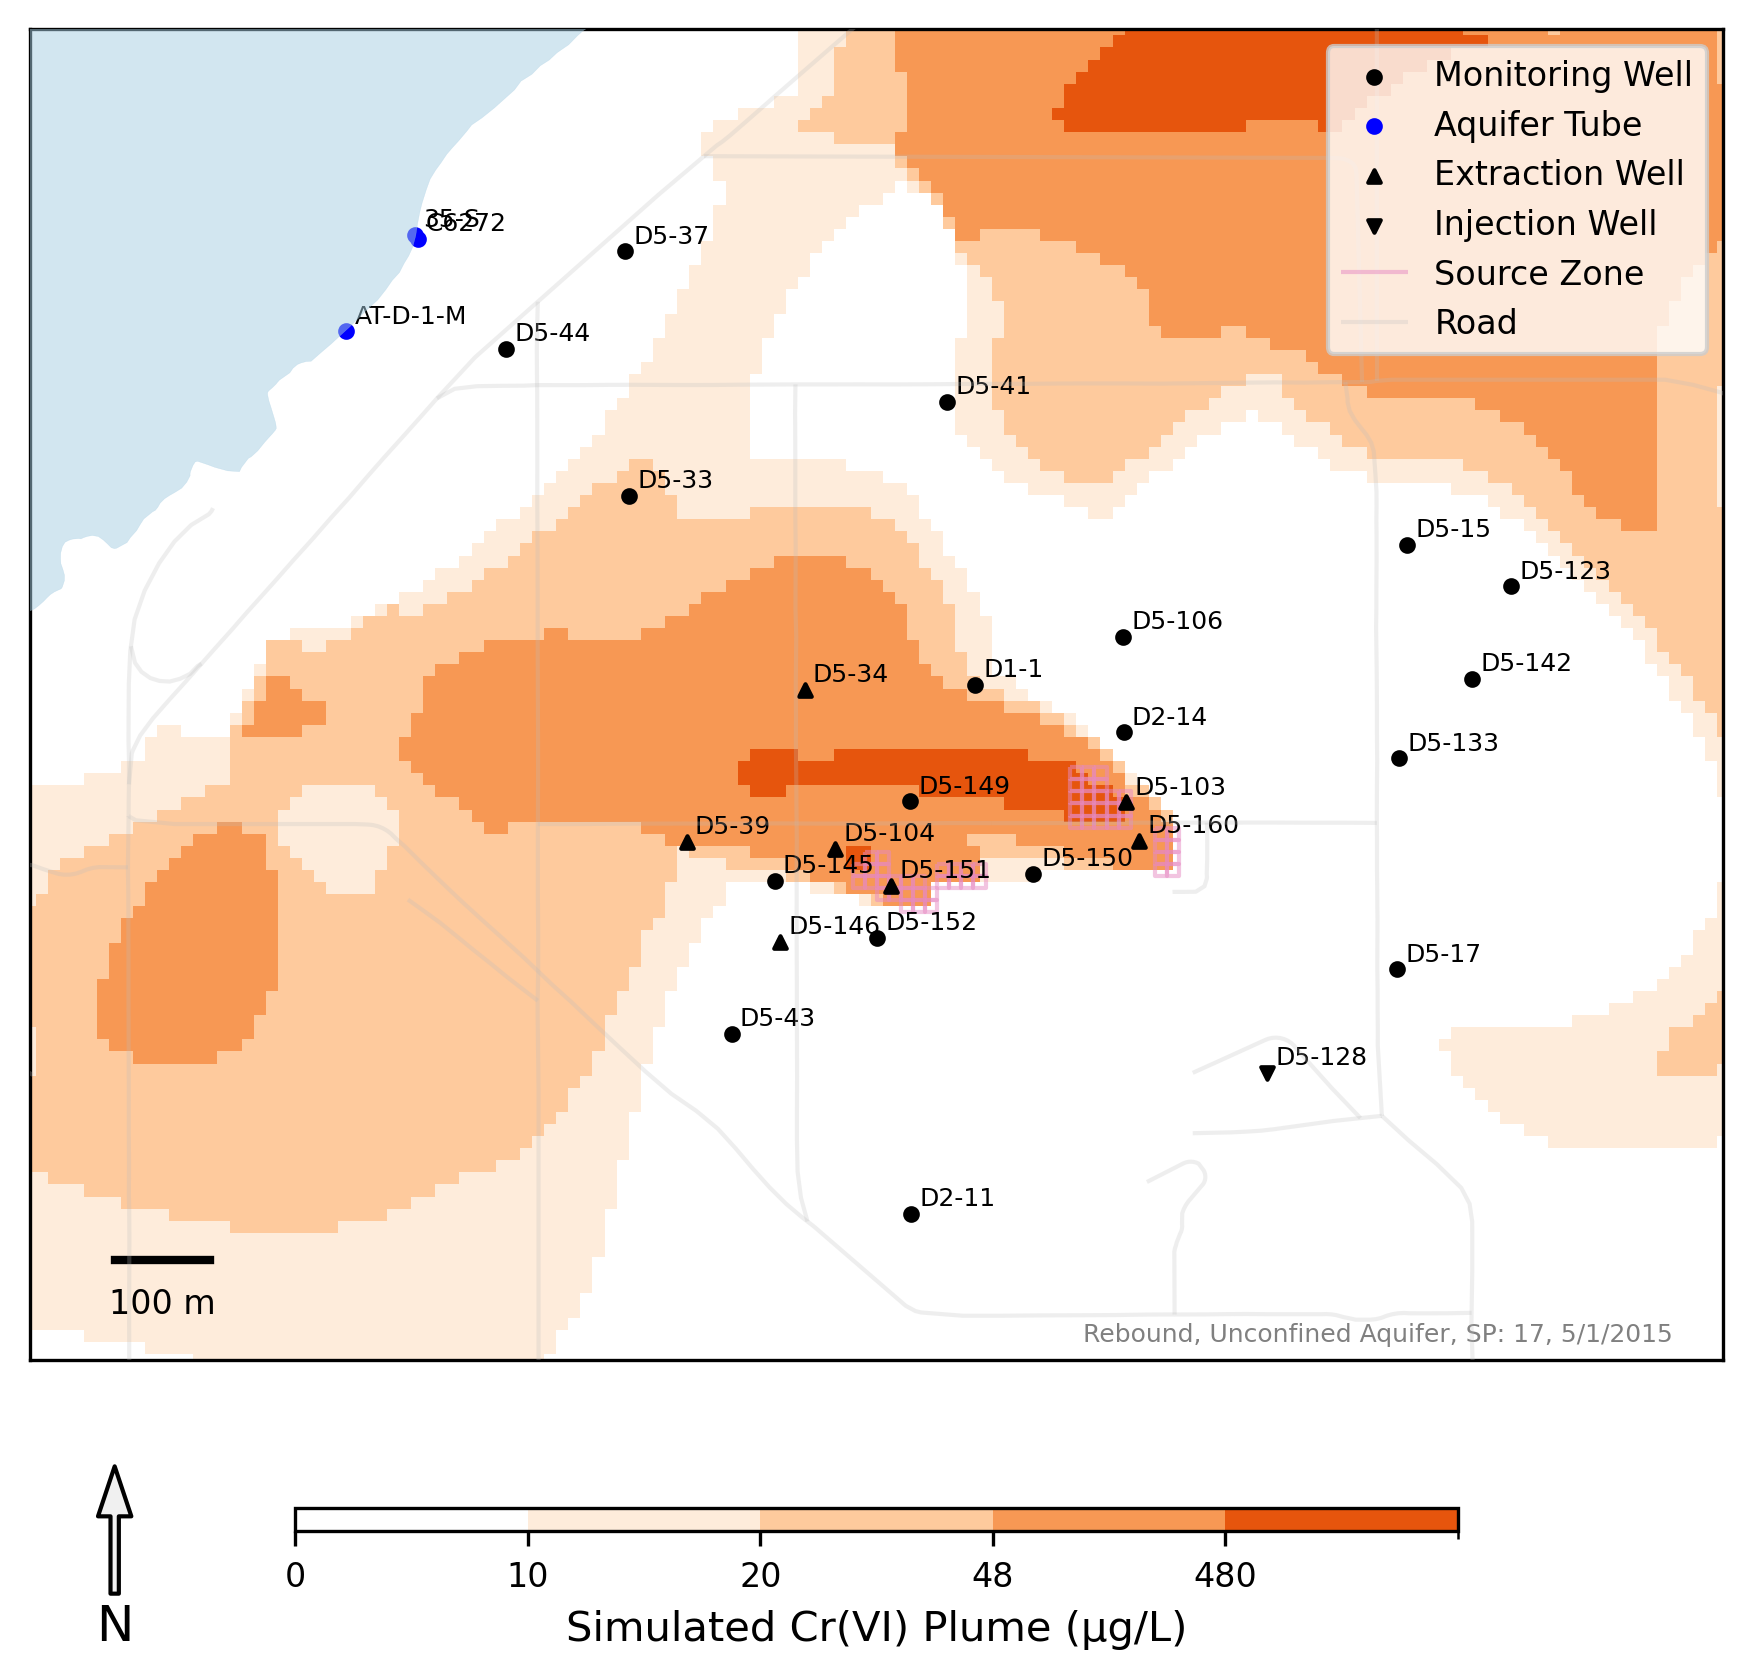 Monitoring Well
Aquifer Tube
Extraction Well
Injection Well
Source Zone
Road
35-S
C6272
D5-37
AT-D-1-M
D5-44
D5-41
D5-33
D5-15
D5-123
D5-106
D5-34
D1-1
D5-142
D2-14
D5-133
D5-149
D5-103
D5-39
D5-104
D5-160
D5-145
D5-151
D5-150
D5-146
D5-152
D5-17
D5-43
D5-128
D2-11
100 m
Rebound, Unconfined Aquifer, SP: 17, 5/1/2015
N
0 10 20 48 480
Simulated Cr(VI) Plume (μg/L)